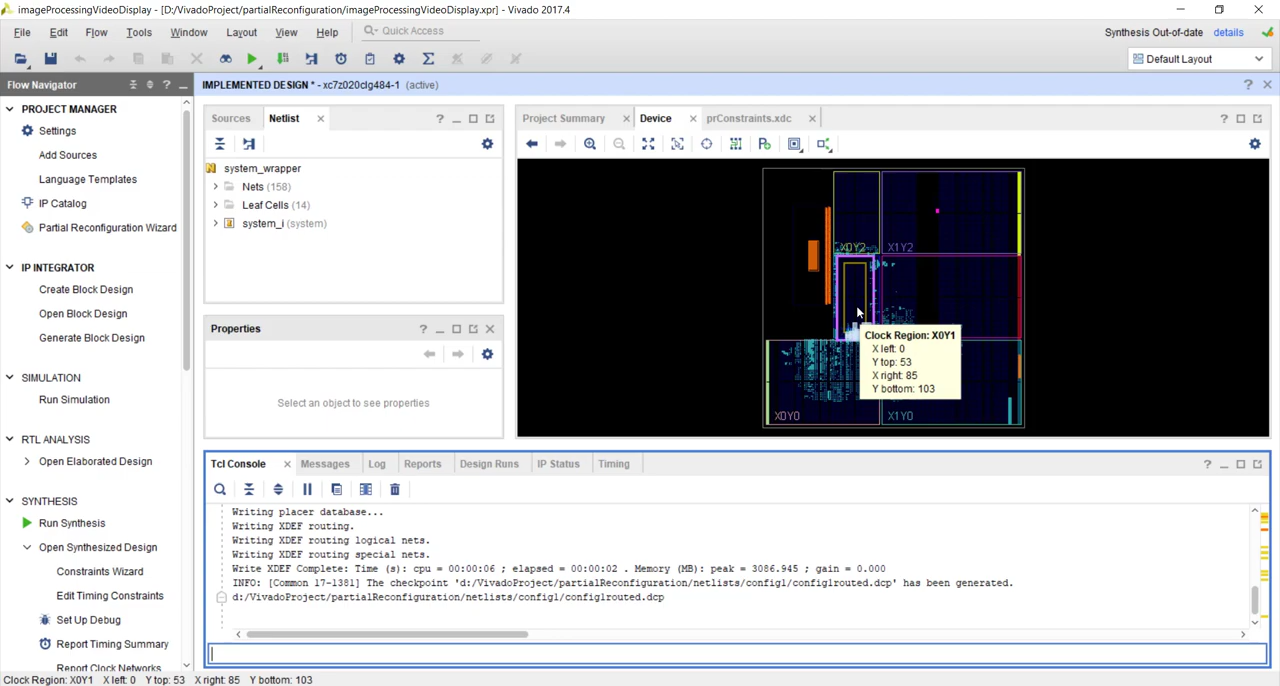 imageProcessingVideoDisplay - [D:/VivadoProject/partialReconfiguration/imageProcessingVideoDisplay.xpr] - Vivado 2017.4
File Edit Flow Tools Window Layout View Help Quick Access
Synthesis Out-of-date details
Default Layout
Flow Navigator
IMPLEMENTED DESIGN * - xc7z020clg484-1 (active)
PROJECT MANAGER
Settings
Add Sources
Language Templates
IP Catalog
Partial Reconfiguration Wizard
IP INTEGRATOR
Create Block Design
Open Block Design
Generate Block Design
SIMULATION
Run Simulation
RTL ANALYSIS
Open Elaborated Design
SYNTHESIS
Run Synthesis
Open Synthesized Design
Constraints Wizard
Edit Timing Constraints
Set Up Debug
Report Timing Summary
Report Clock Networks
Sources Netlist
system_wrapper
Nets (158)
Leaf Cells (14)
system_i (system)
Properties
Select an object to see properties
Project Summary Device prConstraints.xdc
X0Y2 X1Y2
X0Y0 X1Y0
Clock Region: X0Y1
X left: 0
Y top: 53
X right: 85
Y bottom: 103
Tcl Console Messages Log Reports Design Runs IP Status Timing
Writing placer database...
Writing XDEF routing.
Writing XDEF routing logical nets.
Writing XDEF routing special nets.
Write XDEF Complete: Time (s): cpu = 00:00:06 ; elapsed = 00:00:02 . Memory (MB): peak = 3086.945 ; gain = 0.000
INFO: [Common 17-1381] The checkpoint 'd:/VivadoProject/partialReconfiguration/netlists/config1/config1routed.dcp' has been generated.
d:/VivadoProject/partialReconfiguration/netlists/config1/config1routed.dcp
Clock Region: X0Y1 X left: 0 Y top: 53 X right: 85 Y bottom: 103